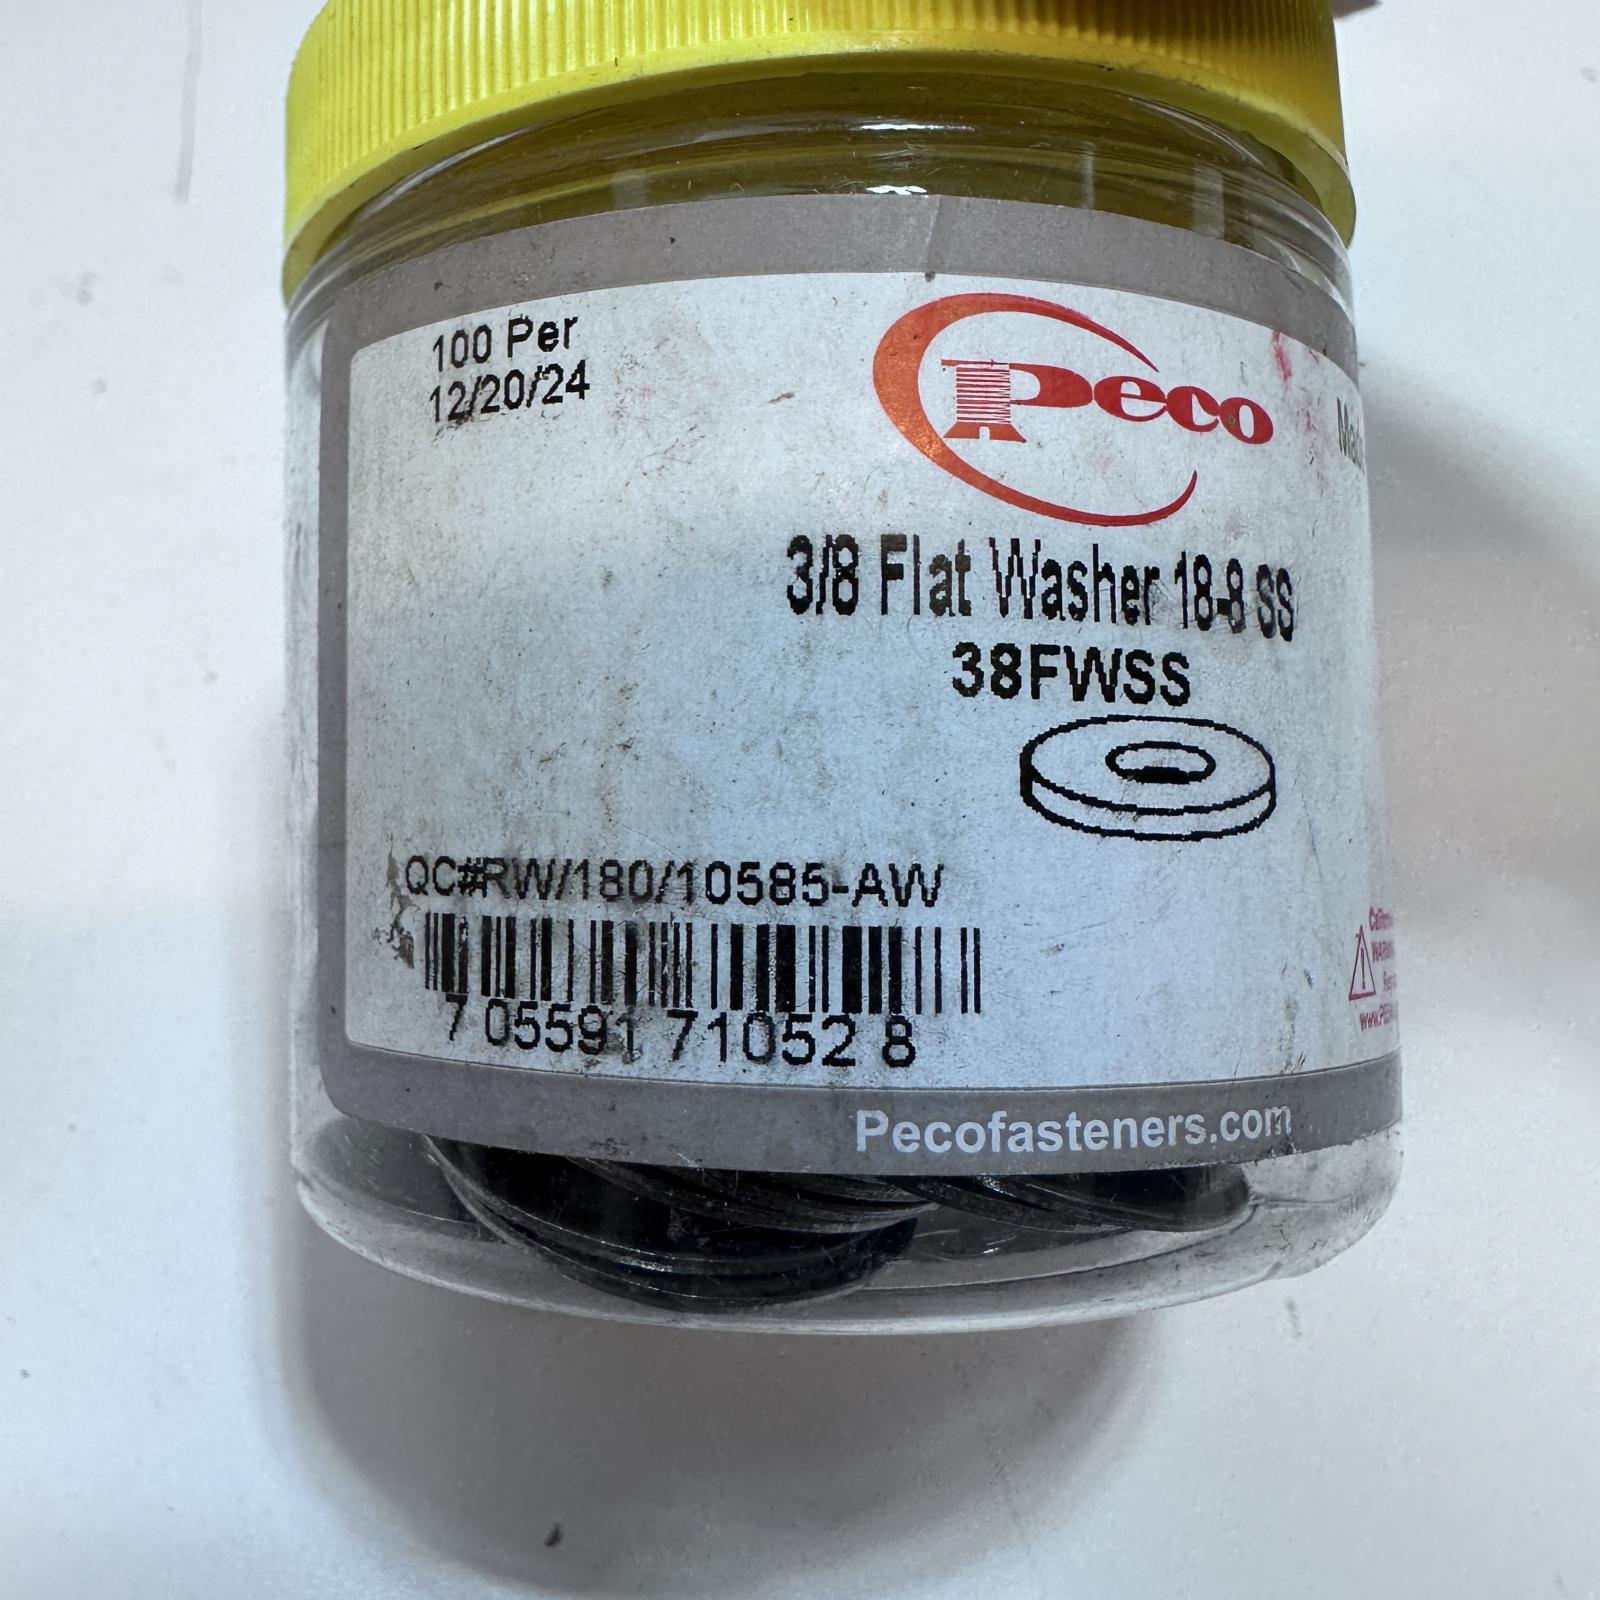 100 Per
12/20/24
Peco
3/8 Flat Washer 18-8 SS
38FWSS
QC#RW/180/10585-AW
7 05591 71052 8
Pecofasteners.com